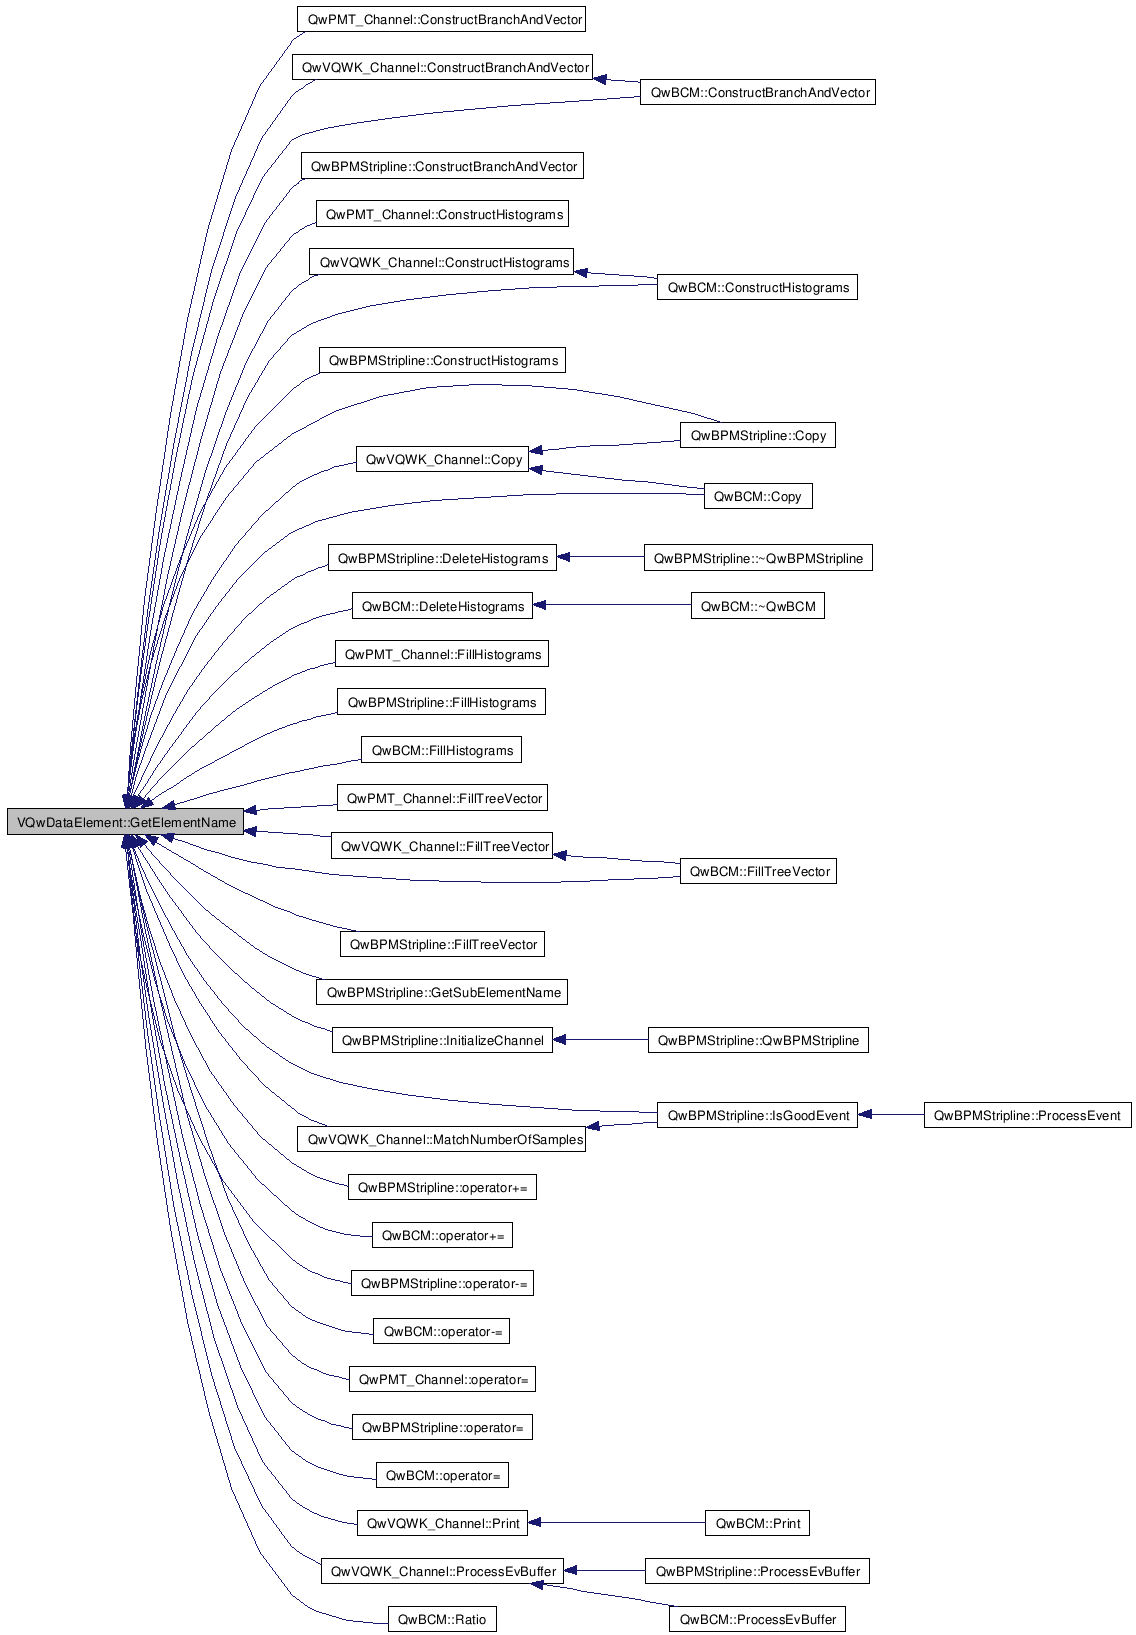 QwPMT_Channel::ConstructBranchAndVector
QwVQWK_Channel::ConstructBranchAndVector
QwBCM::ConstructBranchAndVector
QwBPMStripline::ConstructBranchAndVector
QwPMT_Channel::ConstructHistograms
QwVQWK_Channel::ConstructHistograms
QwBCM::ConstructHistograms
QwBPMStripline::ConstructHistograms
QwBPMStripline::Copy
QwVQWK_Channel::Copy
QwBCM::Copy
QwBPMStripline::DeleteHistograms
QwBPMStripline::~QwBPMStripline
QwBCM::DeleteHistograms
QwBCM::~QwBCM
QwPMT_Channel::FillHistograms
QwBPMStripline::FillHistograms
QwBCM::FillHistograms
QwPMT_Channel::FillTreeVector
VQwDataElement::GetElementName
QwVQWK_Channel::FillTreeVector
QwBCM::FillTreeVector
QwBPMStripline::FillTreeVector
QwBPMStripline::GetSubElementName
QwBPMStripline::InitializeChannel
QwBPMStripline::QwBPMStripline
QwBPMStripline::IsGoodEvent
QwBPMStripline::ProcessEvent
QwVQWK_Channel::MatchNumberOfSamples
QwBPMStripline::operator+=
QwBCM::operator+=
QwBPMStripline::operator-=
QwBCM::operator-=
QwPMT_Channel::operator=
QwBPMStripline::operator=
QwBCM::operator=
QwVQWK_Channel::Print
QwBCM::Print
QwVQWK_Channel::ProcessEvBuffer
QwBPMStripline::ProcessEvBuffer
QwBCM::Ratio
QwBCM::ProcessEvBuffer